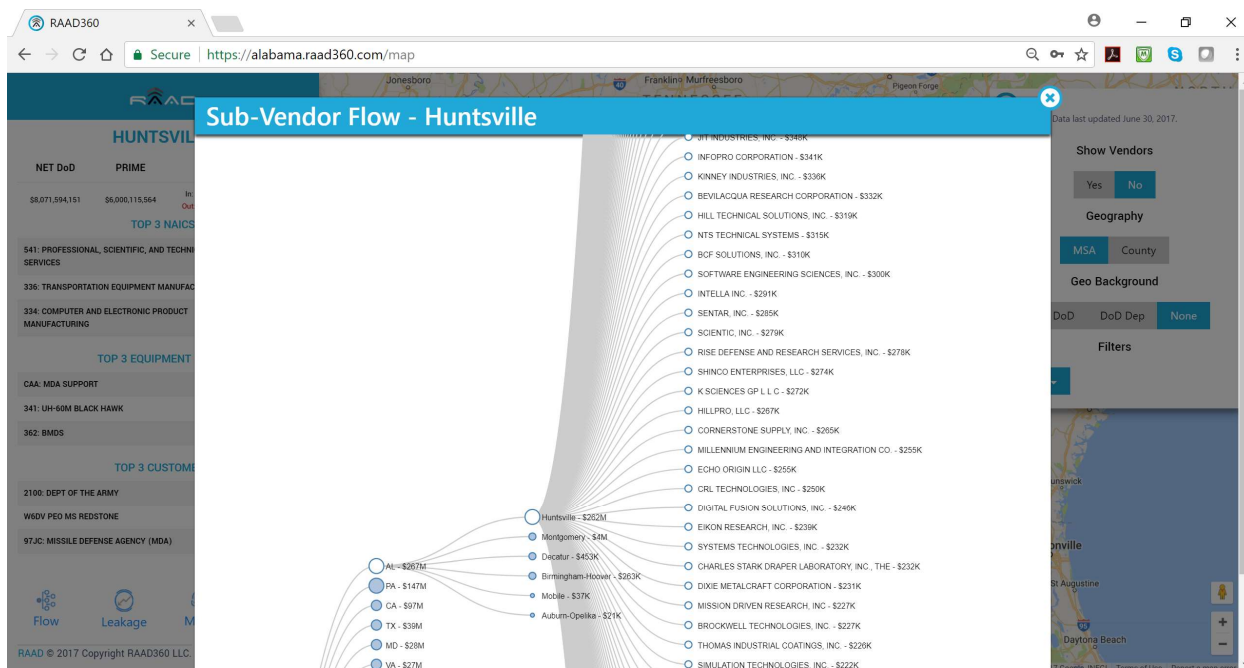 RAAD360
Secure
https://alabama.raad360.com/map
Jonesboro
Franklin
Murfreesboro
Pigeon Forge
40
TENNESSEE
NORTH
Sub-Vendor Flow - Huntsville
HUNTSVIL
NET DoD
PRIME
$8,071,594,151
$6,000,115,564
In:
Out
TOP 3 NAICS
541: PROFESSIONAL, SCIENTIFIC, AND TECHNI
SERVICES
336: TRANSPORTATION EQUIPMENT MANUFAC
334: COMPUTER AND ELECTRONIC PRODUCT
MANUFACTURING
TOP 3 EQUIPMENT
CAA: MDA SUPPORT
341: UH-60M BLACK HAWK
362: BMDS
TOP 3 CUSTOME
2100: DEPT OF THE ARMY
W6DV PEO MS REDSTONE
97JC: MISSILE DEFENSE AGENCY (MDA)
Flow
Leakage
M
RAAD © 2017 Copyright RAAD360 LLC.
AL - $267M
PA - $147M
CA - $97M
TX - $39M
MD - $28M
VA - $27M
Huntsville - $262M
Montgomery - $4M
Decatur - $453K
Birmingham-Hoover - $263K
Mobile - $37K
Auburn-Opelika - $21K
JIT INDUSTRIES, INC. - $348K
INFOPRO CORPORATION - $341K
KINNEY INDUSTRIES, INC. - $336K
BEVILACQUA RESEARCH CORPORATION - $332K
HILL TECHNICAL SOLUTIONS, INC. - $319K
NTS TECHNICAL SYSTEMS - $315K
BCF SOLUTIONS, INC. - $310K
SOFTWARE ENGINEERING SCIENCES, INC. - $300K
INTELLA INC. - $291K
SENTAR, INC. - $285K
SCIENTIC, INC. - $279K
RISE DEFENSE AND RESEARCH SERVICES, INC. - $278K
SHINCO ENTERPRISES, LLC - $274K
K SCIENCES GP L L C - $272K
HILLPRO, LLC - $267K
CORNERSTONE SUPPLY, INC. - $265K
MILLENNIUM ENGINEERING AND INTEGRATION CO. - $255K
ECHO ORIGIN LLC - $255K
CRL TECHNOLOGIES, INC - $250K
DIGITAL FUSION SOLUTIONS, INC. - $246K
EIKON RESEARCH, INC. - $239K
SYSTEMS TECHNOLOGIES, INC. - $232K
CHARLES STARK DRAPER LABORATORY, INC., THE - $232K
DIXIE METALCRAFT CORPORATION - $231K
MISSION DRIVEN RESEARCH, INC - $227K
BROCKWELL TECHNOLOGIES, INC. - $227K
THOMAS INDUSTRIAL COATINGS, INC. - $226K
SIMULATION TECHNOLOGIES, INC. - $222K
Data last updated June 30, 2017.
Show Vendors
Yes
No
Geography
MSA
County
Geo Background
DoD
DoD Dep
None
Filters
unswick
onville
St Augustine
95
Daytona Beach